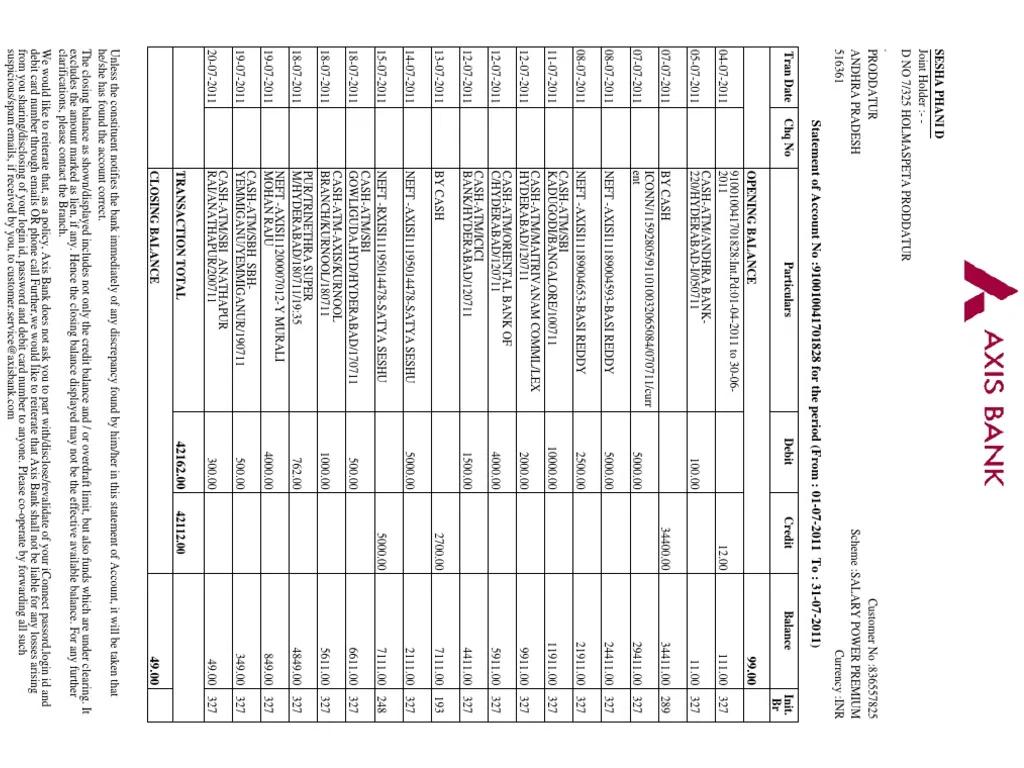 AXIS BANK
SESHA PHANI D
Joint Holder :- -
D NO 7/325 HOLMASPETA PRODDATUR
PRODDATUR
ANDHRA PRADESH
516361
Customer No :836557825
Scheme :SALARY POWER PREMIUM
Currency :INR
Statement of Account No :910010041701828 for the period (From : 01-07-2011 To : 31-07-2011)
Tran Date Chq No Particulars Debit Credit Balance Init. Br
OPENING BALANCE 99.00
04-07-2011 910010041701828:Int.Pd:01-04-2011 to 30-06-2011 12.00 111.00 327
05-07-2011 CASH-ATM/ANDHRA BANK-220/HYDERABAD-I/050711 100.00 11.00 327
07-07-2011 BY CASH 34400.00 34411.00 289
07-07-2011 ICONN/11592805/911010032065084/070711/current 5000.00 29411.00 327
08-07-2011 NEFT -AXISI11189004593-BASI REDDY 5000.00 24411.00 327
08-07-2011 NEFT -AXISI11189004653-BASI REDDY 2500.00 21911.00 327
11-07-2011 CASH-ATM/SBI KADUGODI/BANGALORE/100711 10000.00 11911.00 327
12-07-2011 CASH-ATM/MAITRIVANAM COMML/LEX HYDERABAD/120711 2000.00 9911.00 327
12-07-2011 CASH-ATM/ORIENTAL BANK OF C/HYDERABAD/120711 4000.00 5911.00 327
12-07-2011 CASH-ATM/ICICI BANK/HYDERABAD/120711 1500.00 4411.00 327
13-07-2011 BY CASH 2700.00 7111.00 193
14-07-2011 NEFT -AXISI11195014478-SATYA SESHU 5000.00 2111.00 327
15-07-2011 NEFT -RXISI11195014478-SATYA SESHU 5000.00 7111.00 248
18-07-2011 CASH-ATM/SBI GOWLIGUDA,HYD/HYDERABAD/170711 500.00 6611.00 327
18-07-2011 CASH-ATM-AXIS/KURNOOL BRANCH/KURNOOL/180711 1000.00 5611.00 327
18-07-2011 PUR/TRINETHRA SUPER M/HYDERABAD/180711/19:35 762.00 4849.00 327
19-07-2011 NEFT -AXISI11200007012-Y MURALI MOHAN RAJU 4000.00 849.00 327
19-07-2011 CASH-ATM/SBH SBH-YEMMIGANU/YEMMIGANUR/190711 500.00 349.00 327
20-07-2011 CASH-ATM/SBI ANATHAPUR RAI/ANATHAPUR/200711 300.00 49.00 327
TRANSACTION TOTAL 42162.00 42112.00
CLOSING BALANCE 49.00
Unless the constituent notifies the bank immediately of any discrepancy found by him/her in this statement of Account, it will be taken that
he/she has found the account correct.
The closing balance as shown/displayed includes not only the credit balance and / or overdraft limit, but also funds which are under clearing. It
excludes the amount marked as lien, if any. Hence the closing balance displayed may not be the effective available balance. For any further
clarifications, please contact the Branch.
We would like to reiterate that, as a policy, Axis Bank does not ask you to part with/disclose/revalidate of your iConnect passord,login id and
debit card number through emails OR phone call Further,we would like to reiterate that Axis Bank shall not be liable for any losses arising
from you sharing/disclosing of your login id, password and debit card number to anyone. Please co-operate by forwarding all such
suspicious/spam emails, if received by you, to customer.service@axisbank.com